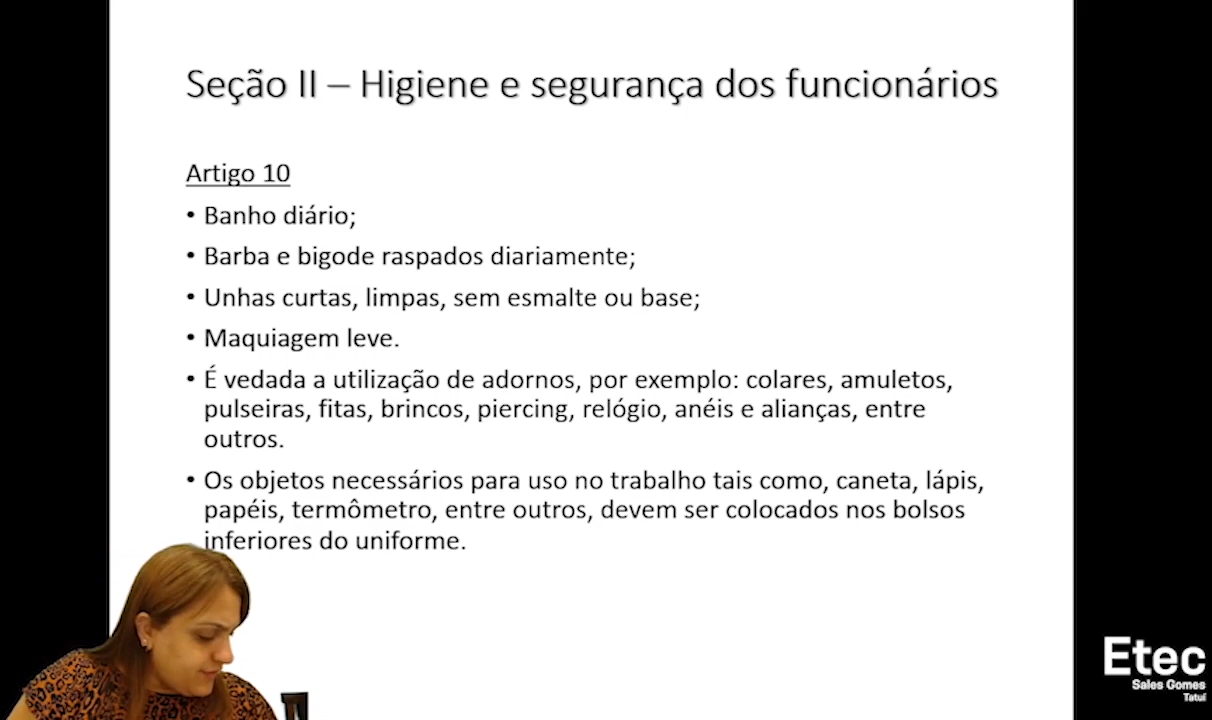 Seção II – Higiene e segurança dos funcionários
Artigo 10
• Banho diário;
• Barba e bigode raspados diariamente;
• Unhas curtas, limpas, sem esmalte ou base;
• Maquiagem leve.
• É vedada a utilização de adornos, por exemplo: colares, amuletos,
pulseiras, fitas, brincos, piercing, relógio, anéis e alianças, entre
outros.
• Os objetos necessários para uso no trabalho tais como, caneta, lápis,
papéis, termômetro, entre outros, devem ser colocados nos bolsos
inferiores do uniforme.
Etec
Sales Gomes
Tatuí